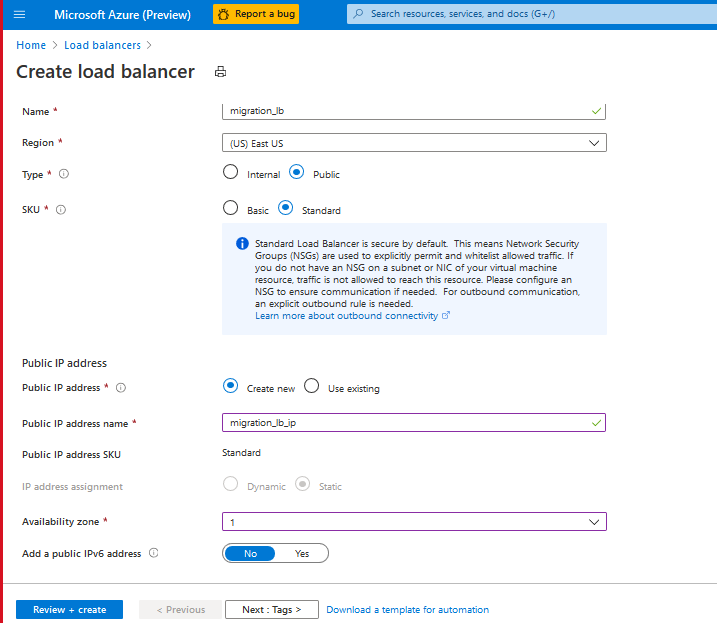 Microsoft Azure (Preview) Report a bug Search resources, services, and docs (G+/)
Home > Load balancers >
Create load balancer
Name * migration_lb
Region * (US) East US
Type * Internal Public
SKU * Basic Standard
Standard Load Balancer is secure by default. This means Network Security
Groups (NSGs) are used to explicitly permit and whitelist allowed traffic. If
you do not have an NSG on a subnet or NIC of your virtual machine
resource, traffic is not allowed to reach this resource. Please configure an
NSG to ensure communication if needed. For outbound communication,
an explicit outbound rule is needed.
Learn more about outbound connectivity
Public IP address
Public IP address * Create new Use existing
Public IP address name * migration_lb_ip
Public IP address SKU Standard
IP address assignment Dynamic Static
Availability zone * 1
Add a public IPv6 address No Yes
Review + create < Previous Next : Tags > Download a template for automation